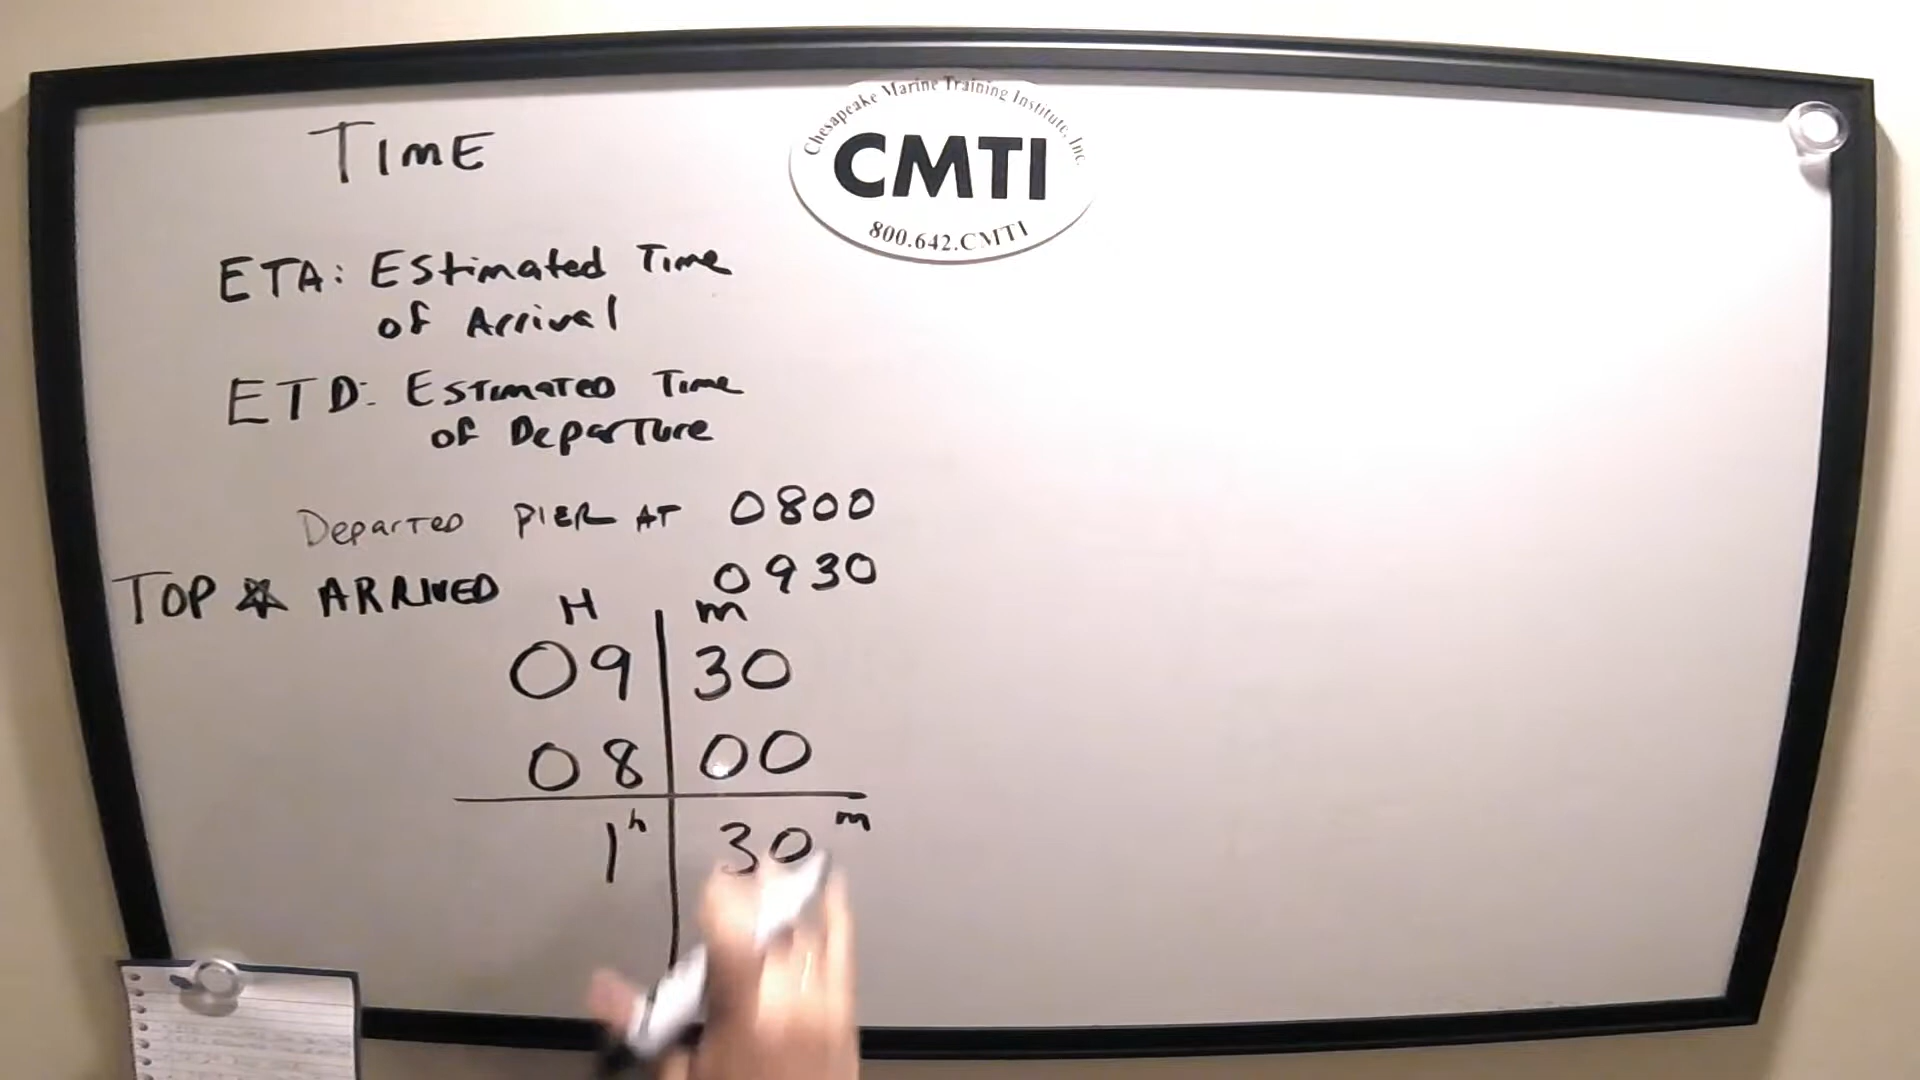 Chesapeake Marine Training Institute, Inc.
CMTI
800.642.CMTI
TIME
ETA: Estimated Time
of Arrival
ETD: Estimated Time
of Departure
Departed PIER AT 0800
TOP ☆ ARRIVED 0930
H m
09 | 30
08 | 00
1h | 30 m